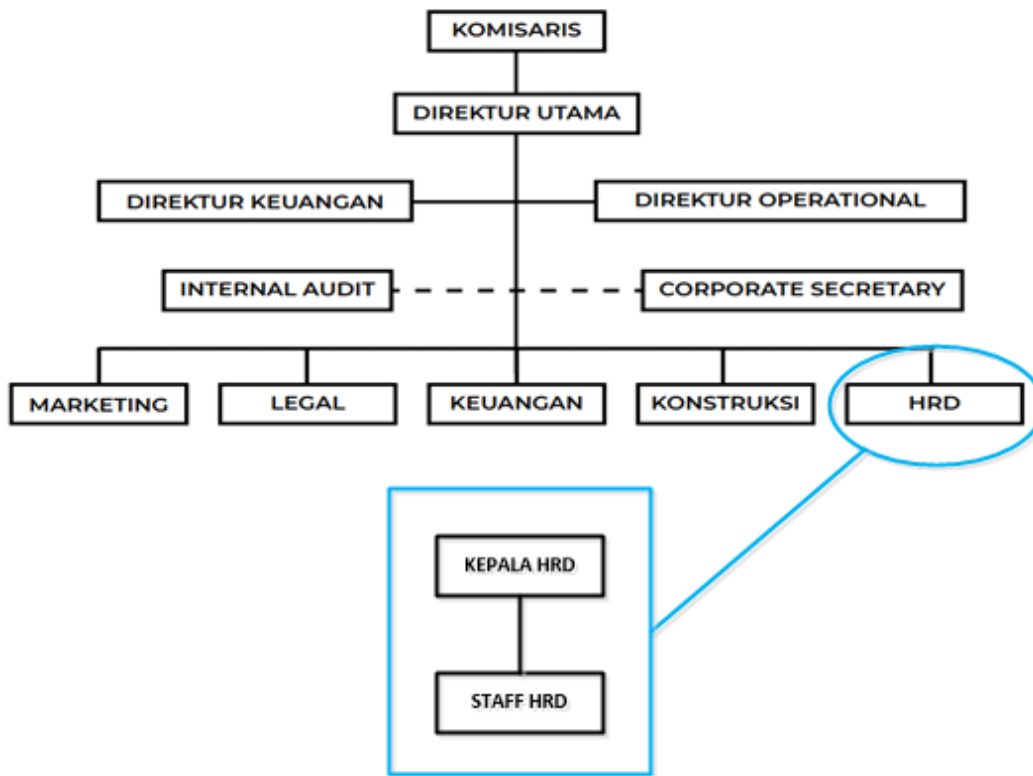 KOMISARIS
DIREKTUR UTAMA
DIREKTUR KEUANGAN
DIREKTUR OPERATIONAL
INTERNAL AUDIT
CORPORATE SECRETARY
MARKETING
LEGAL
KEUANGAN
KONSTRUKSI
HRD
KEPALA HRD
STAFF HRD